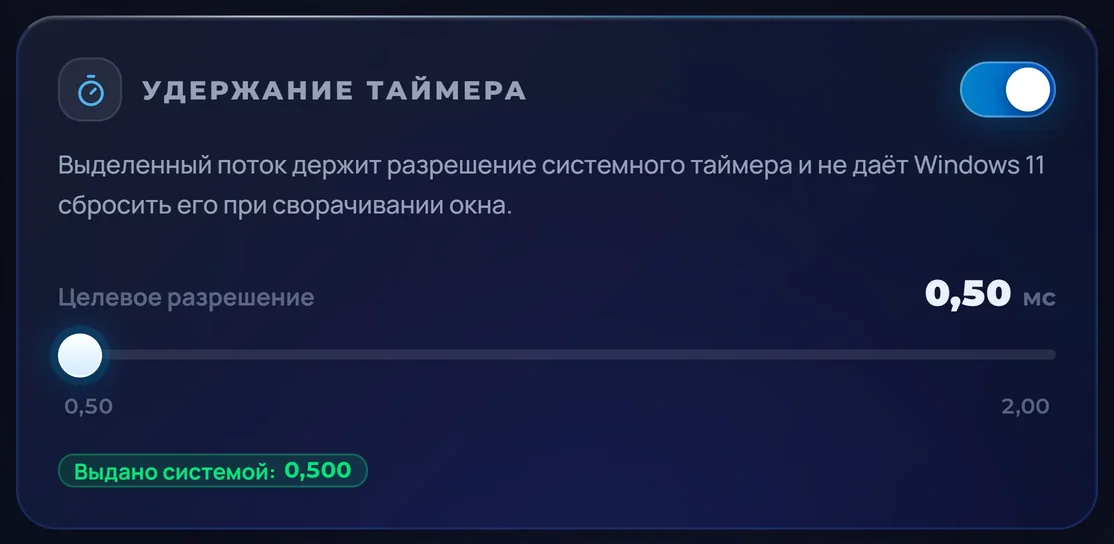 УДЕРЖАНИЕ ТАЙМЕРА
Выделенный поток держит разрешение системного таймера и не даёт Windows 11
сбросить его при сворачивании окна.
Целевое разрешение 0,50 мс
0,50 2,00
Выдано системой: 0,500